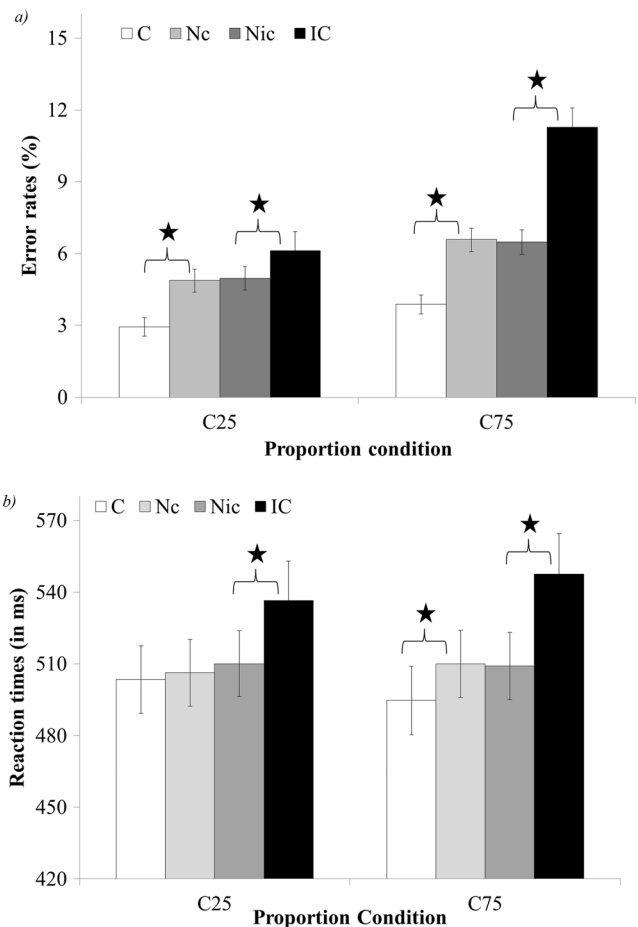 a)
15
C Nc Nic IC
12
9
6
3
0
Error rates (%)
C25 C75
Proportion condition
b)
C Nc Nic IC
570
540
510
480
450
420
Reaction times (in ms)
C25 C75
Proportion Condition